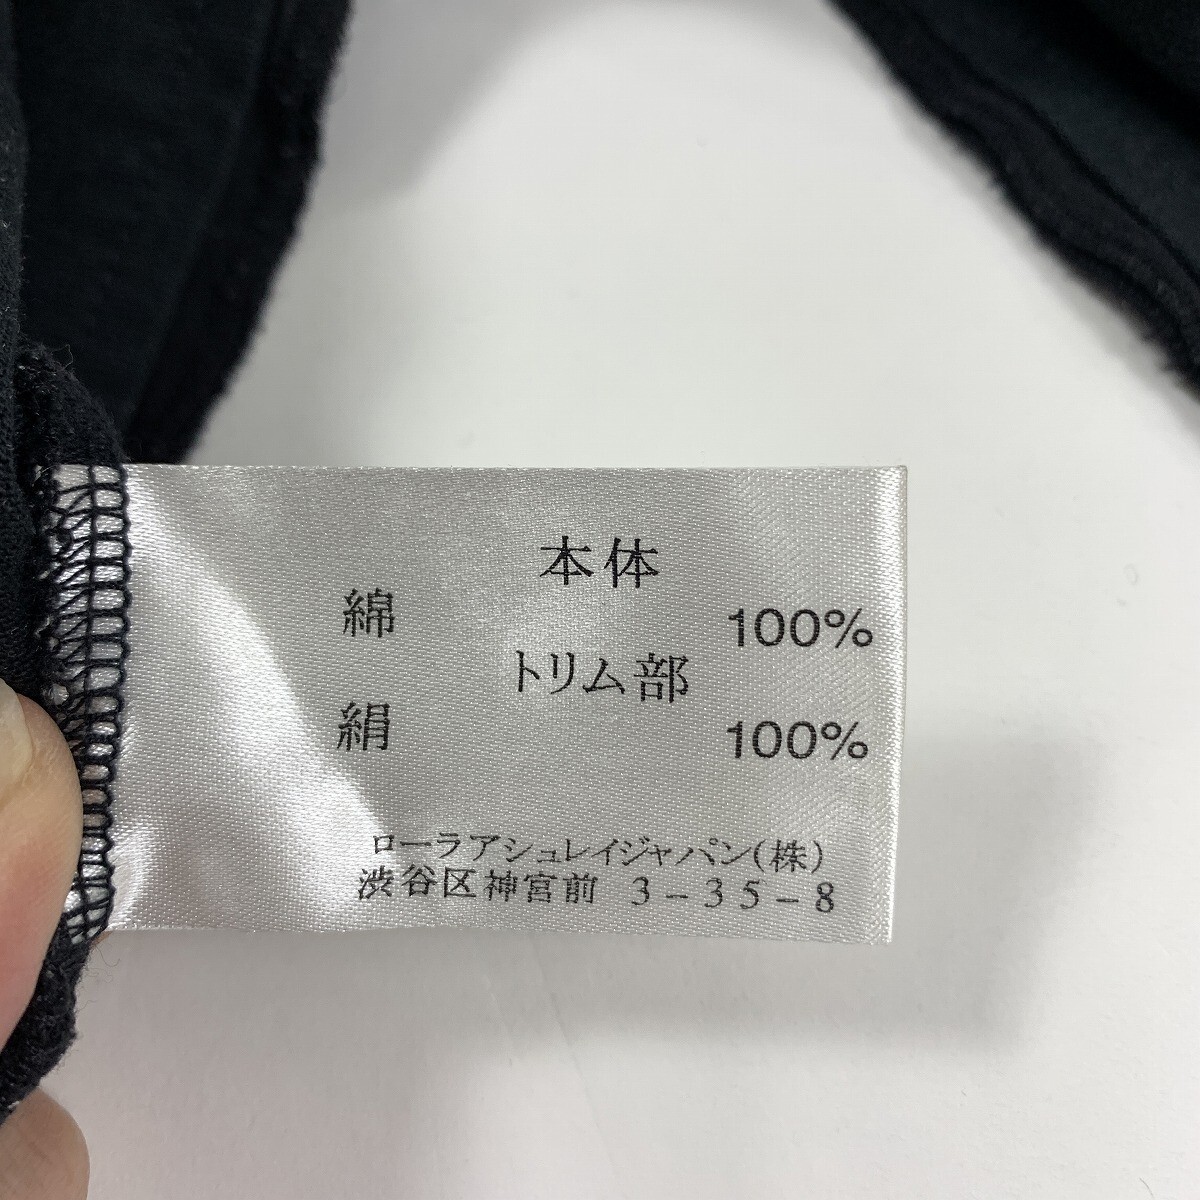 本体
綿 100%
トリム部
絹 100%
ローラアシュレイジャパン(株)
渋谷区神宮前 3-35-8